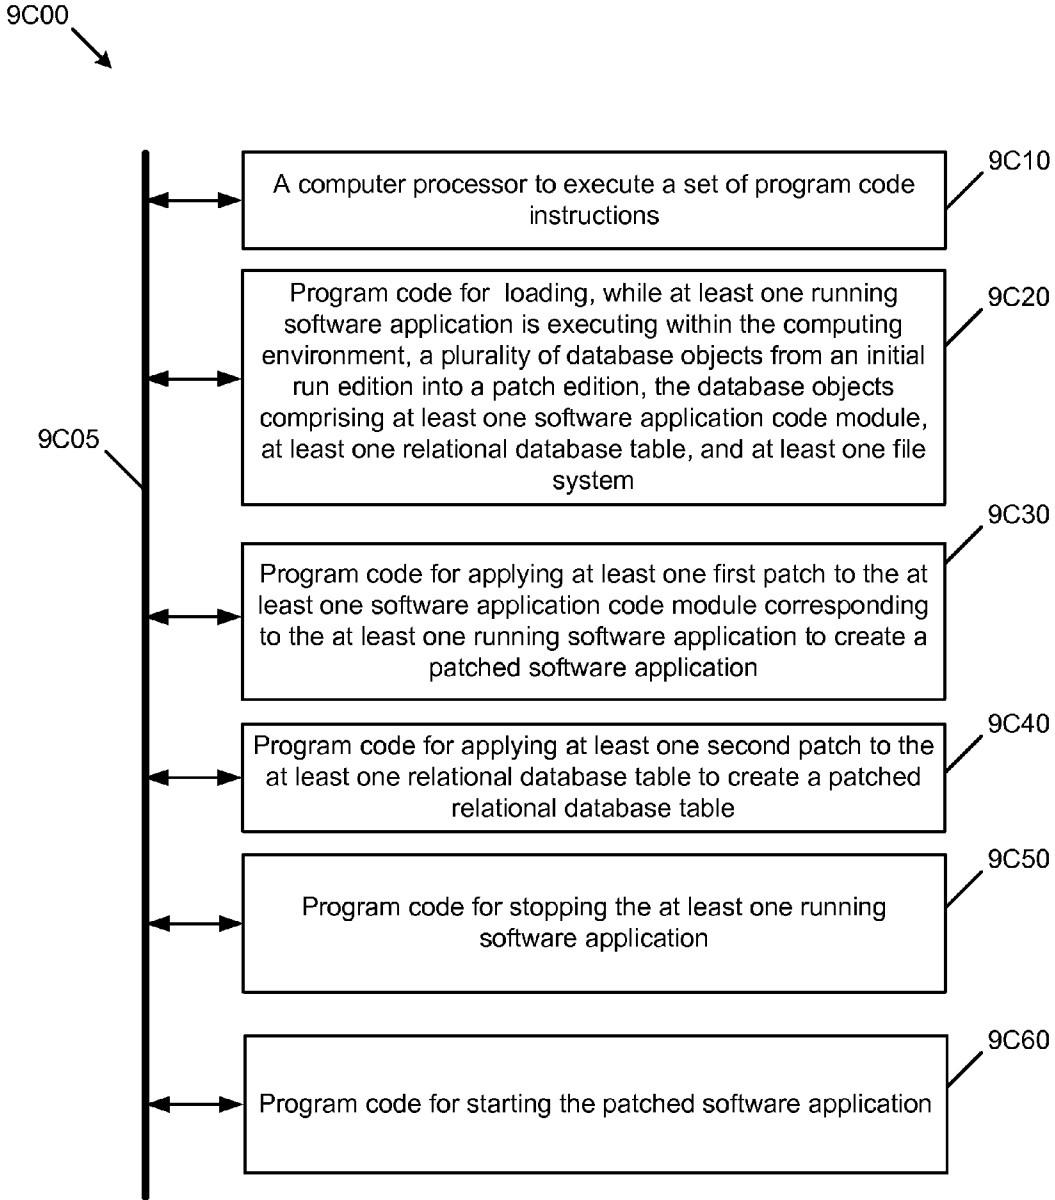 9C00
9C10
A computer processor to execute a set of program code
instructions
9C20
Program code for loading, while at least one running
software application is executing within the computing
environment, a plurality of database objects from an initial
run edition into a patch edition, the database objects
comprising at least one software application code module,
at least one relational database table, and at least one file
system
9C05
9C30
Program code for applying at least one first patch to the at
least one software application code module corresponding
to the at least one running software application to create a
patched software application
9C40
Program code for applying at least one second patch to the
at least one relational database table to create a patched
relational database table
9C50
Program code for stopping the at least one running
software application
9C60
Program code for starting the patched software application